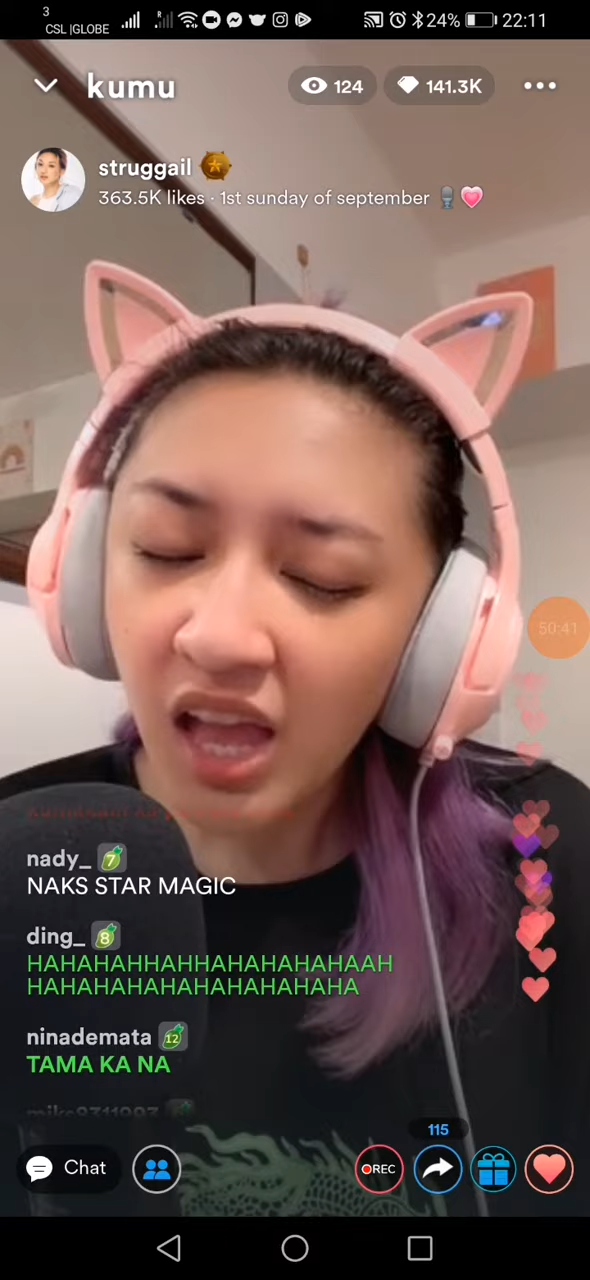 3
CSL |GLOBE
24%
22:11
kumu
124
141.3K
struggail
363.5K likes · 1st sunday of september
50:41
nady_ 7
NAKS STAR MAGIC
ding_ 8
HAHAHAHHAHHAHAHAHAHAAH
HAHAHAHAHAHAHAHAHAHA
ninademata 12
TAMA KA NA
115
Chat
REC